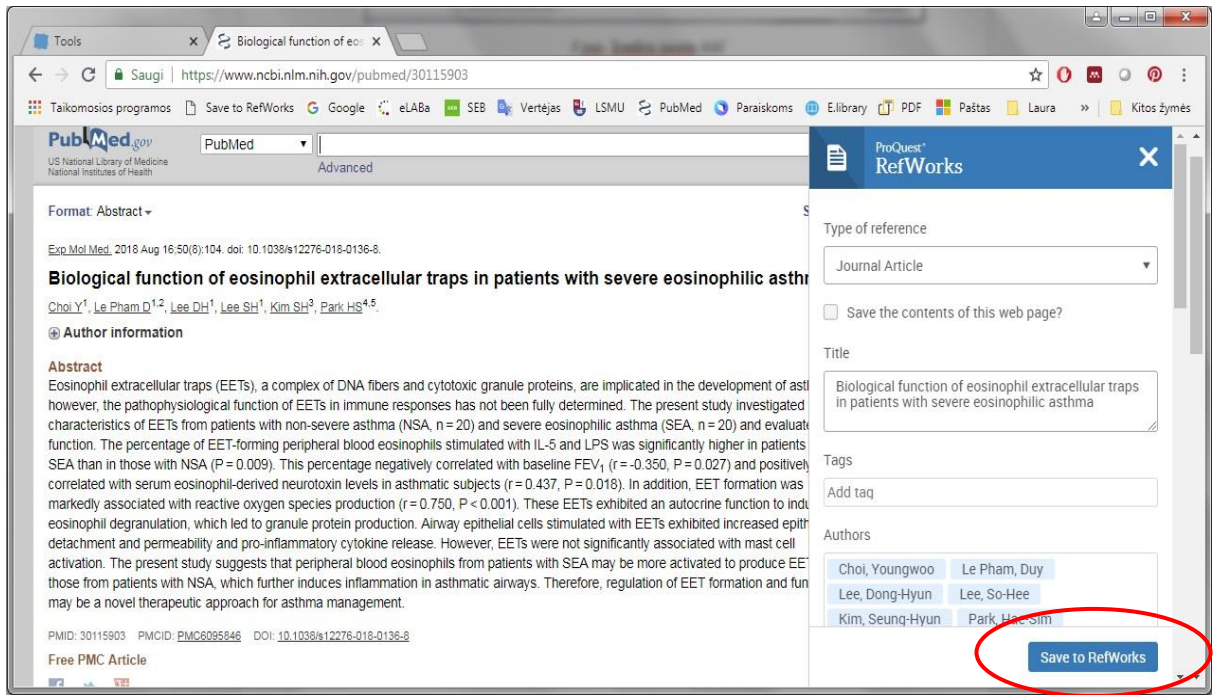 Tools
Biological function of eos
Saugi
https://www.ncbi.nlm.nih.gov/pubmed/30115903
Taikomosios programos Save to RefWorks Google eLABa SEB Vertėjas LSMU PubMed Paraiskoms E.library PDF Paštas Laura » Kitos žymės
PubMed.gov
US National Library of Medicine
National Institutes of Health
PubMed
Advanced
Format: Abstract
Exp Mol Med. 2018 Aug 16;50(8):104. doi: 10.1038/s12276-018-0136-8.
Biological function of eosinophil extracellular traps in patients with severe eosinophilic asthr
Choi Y1, Le Pham D1,2, Lee DH1, Lee SH1, Kim SH3, Park HS4,5.
Author information
Abstract
Eosinophil extracellular traps (EETs), a complex of DNA fibers and cytotoxic granule proteins, are implicated in the development of ast
however, the pathophysiological function of EETs in immune responses has not been fully determined. The present study investigated
characteristics of EETs from patients with non-severe asthma (NSA, n = 20) and severe eosinophilic asthma (SEA, n = 20) and evaluate
function. The percentage of EET-forming peripheral blood eosinophils stimulated with IL-5 and LPS was significantly higher in patients
SEA than in those with NSA (P = 0.009). This percentage negatively correlated with baseline FEV1 (r = -0.350, P = 0.027) and positively
correlated with serum eosinophil-derived neurotoxin levels in asthmatic subjects (r = 0.437, P = 0.018). In addition, EET formation was
markedly associated with reactive oxygen species production (r = 0.750, P < 0.001). These EETs exhibited an autocrine function to indu
eosinophil degranulation, which led to granule protein production. Airway epithelial cells stimulated with EETs exhibited increased epith
detachment and permeability and pro-inflammatory cytokine release. However, EETs were not significantly associated with mast cell
activation. The present study suggests that peripheral blood eosinophils from patients with SEA may be more activated to produce EE
those from patients with NSA, which further induces inflammation in asthmatic airways. Therefore, regulation of EET formation and fun
may be a novel therapeutic approach for asthma management.
PMID: 30115903 PMCID: PMC6095846 DOI: 10.1038/s12276-018-0136-8
Free PMC Article
ProQuest®
RefWorks
Type of reference
Journal Article
Save the contents of this web page?
Title
Biological function of eosinophil extracellular traps
in patients with severe eosinophilic asthma
Tags
Add tag
Authors
Choi, Youngwoo Le Pham, Duy
Lee, Dong-Hyun Lee, So-Hee
Kim, Seung-Hyun Park, Hae-Sim
Save to RefWorks